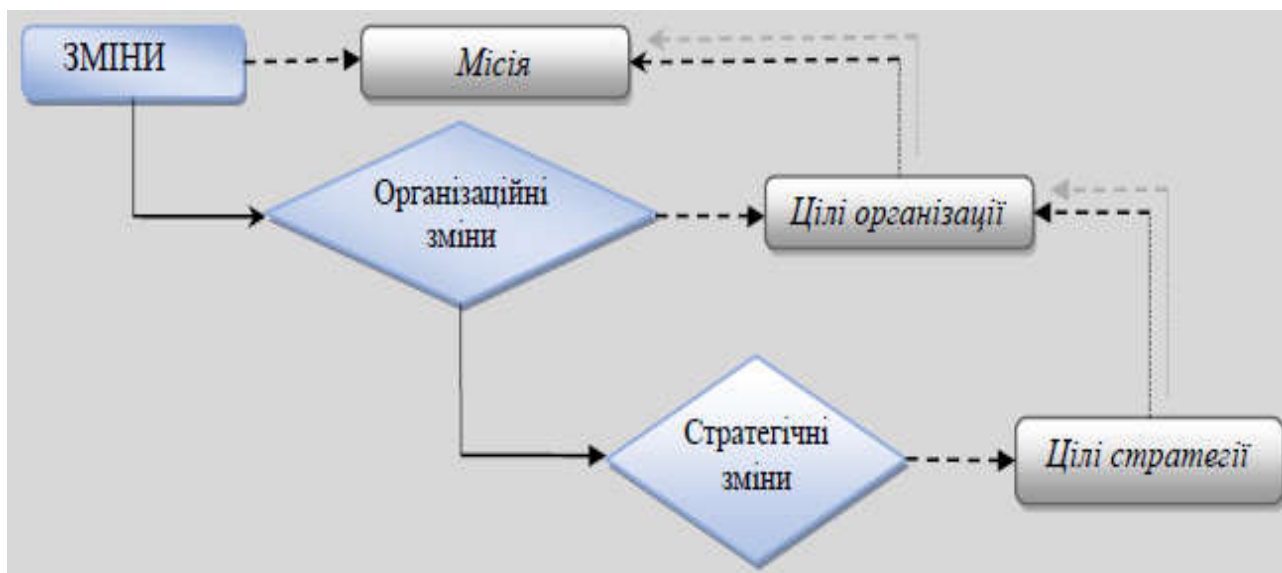 ЗМІНИ
Місія
Організаційні
зміни
Цілі організації
Стратегічні
зміни
Цілі стратегії